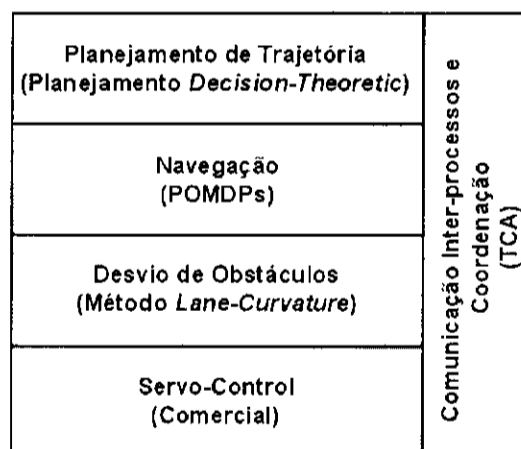 Planejamento de Trajetória
(Planejamento Decision-Theoretic)
Navegação
(POMDPs)
Desvio de Obstáculos
(Método Lane-Curvature)
Servo-Control
(Comercial)
Comunicação Inter-processos e
Coordenação
(TCA)